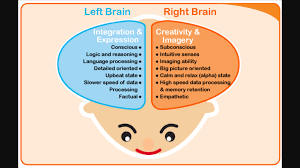 Left Brain
Integration &
Expression
Conscious
Logic and reasoning
Language processing
Detailed oriented
Upbeat state
Slower speed of data
Processing
Factual
Right Brain
Creativity &
Imagery
Subconscious
Intuitive senses
Imaging ability
Big picture oriented
Calm and relax (alpha) state
High speed data processing
& memory retention
Empathetic